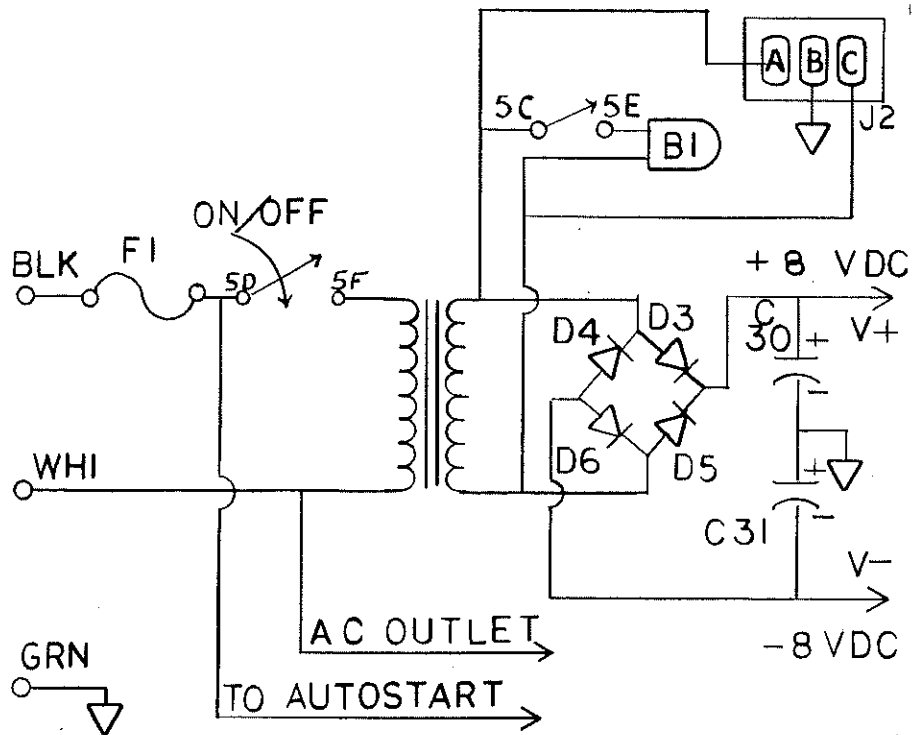 A B C
J2
5C 5E
B1
ON/OFF
BLK F1
5D 5F
+8 VDC
C
30 +
V+
-
D4 D3
D6 D5
WHI
+
C31 -
V-
-8 VDC
AC OUTLET
GRN
TO AUTOSTART